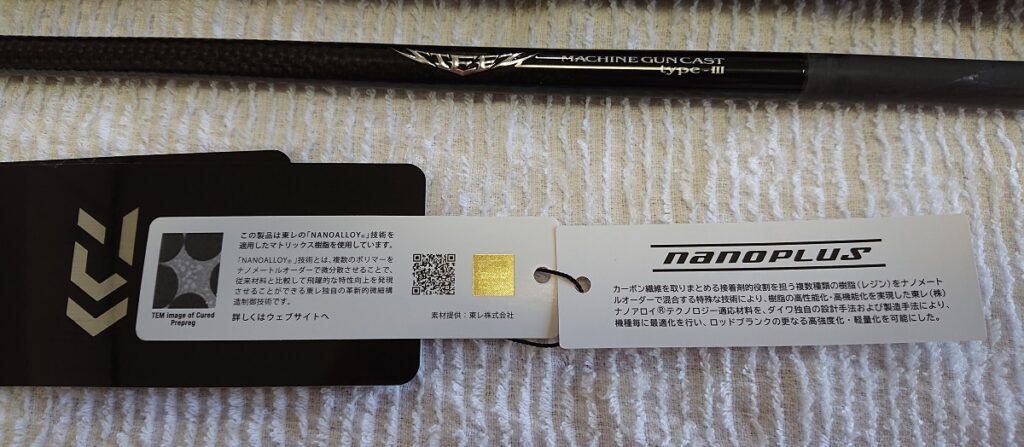 STEEZ
MACHINE GUN CAST
type-III
この製品は東レの「NANOALLOY®」技術を
適用したマトリックス樹脂を使用しています。
「NANOALLOY®」技術とは、複数のポリマーを
ナノメートルオーダーで微分散させることで、
従来材料と比較して飛躍的な特性向上を発現
させることができる東レ独自の革新的微細構
造制御技術です。
詳しくはウェブサイトへ
TEM image of Cured
Prepreg
素材提供：東レ株式会社
nanoPLUS
カーボン繊維を取りまとめる接着剤的役割を担う複数種類の樹脂（レジン）をナノメート
ルオーダーで混合する特殊な技術により、樹脂の高性能化・高機能化を実現した東レ（株）
ナノアロイ®テクノロジー適応材料を、ダイワ独自の設計手法および製造手法により、
機種毎に最適化を行い、ロッドブランクの更なる高強度化・軽量化を可能にした。